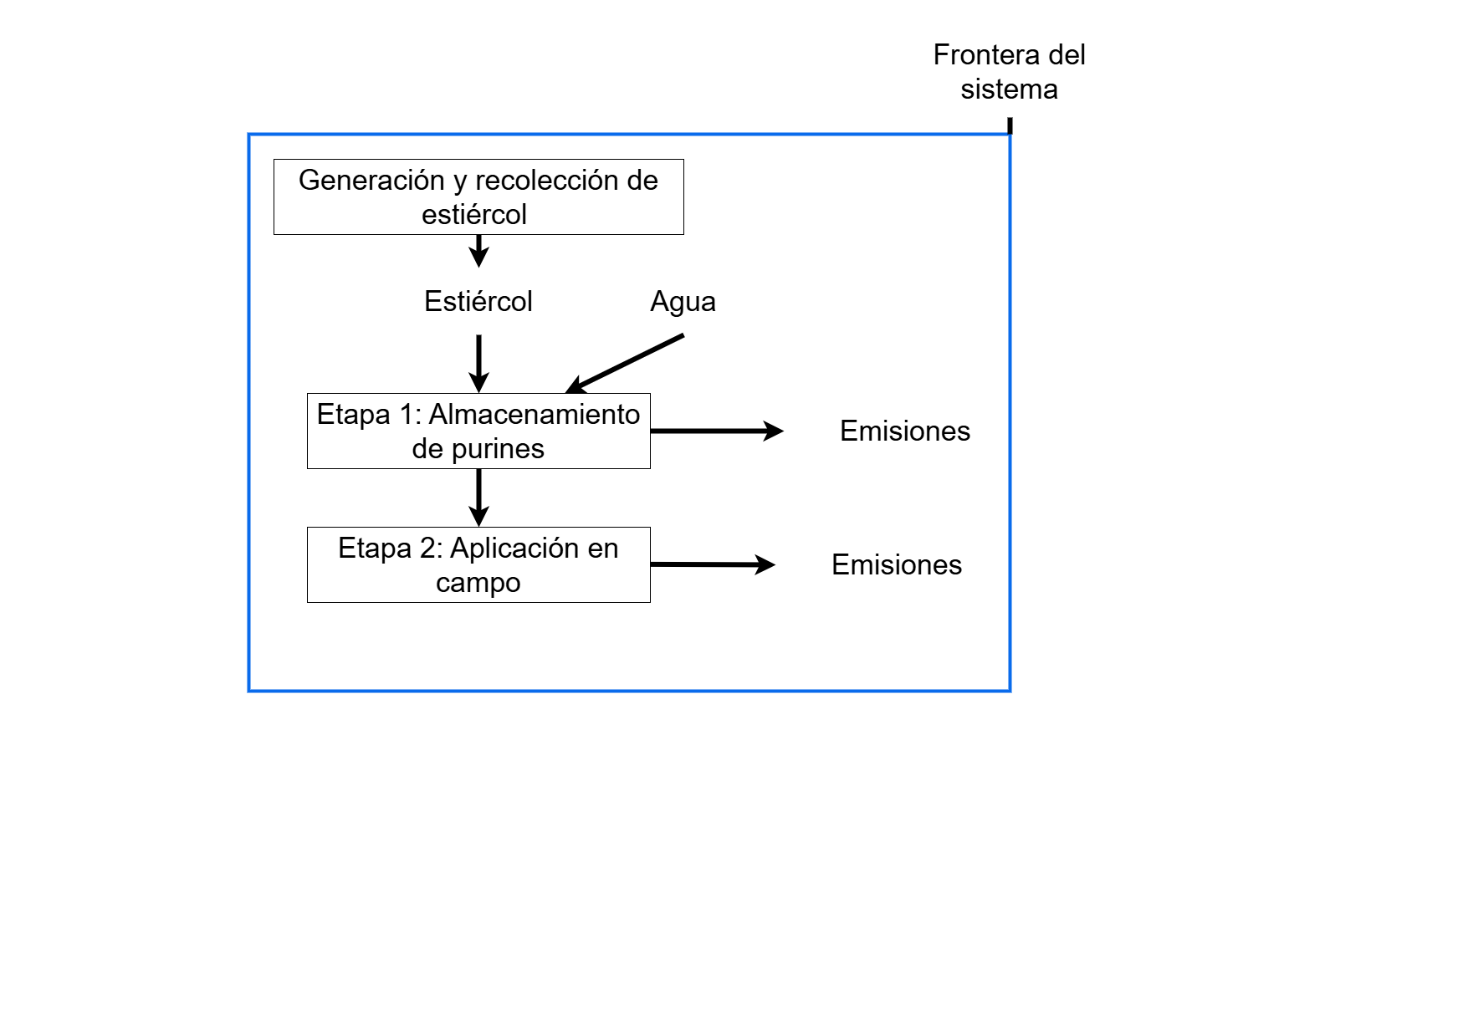 Frontera del
sistema
Generación y recolección de
estiércol
Estiércol
Agua
Etapa 1: Almacenamiento
de purines
Emisiones
Etapa 2: Aplicación en
campo
Emisiones